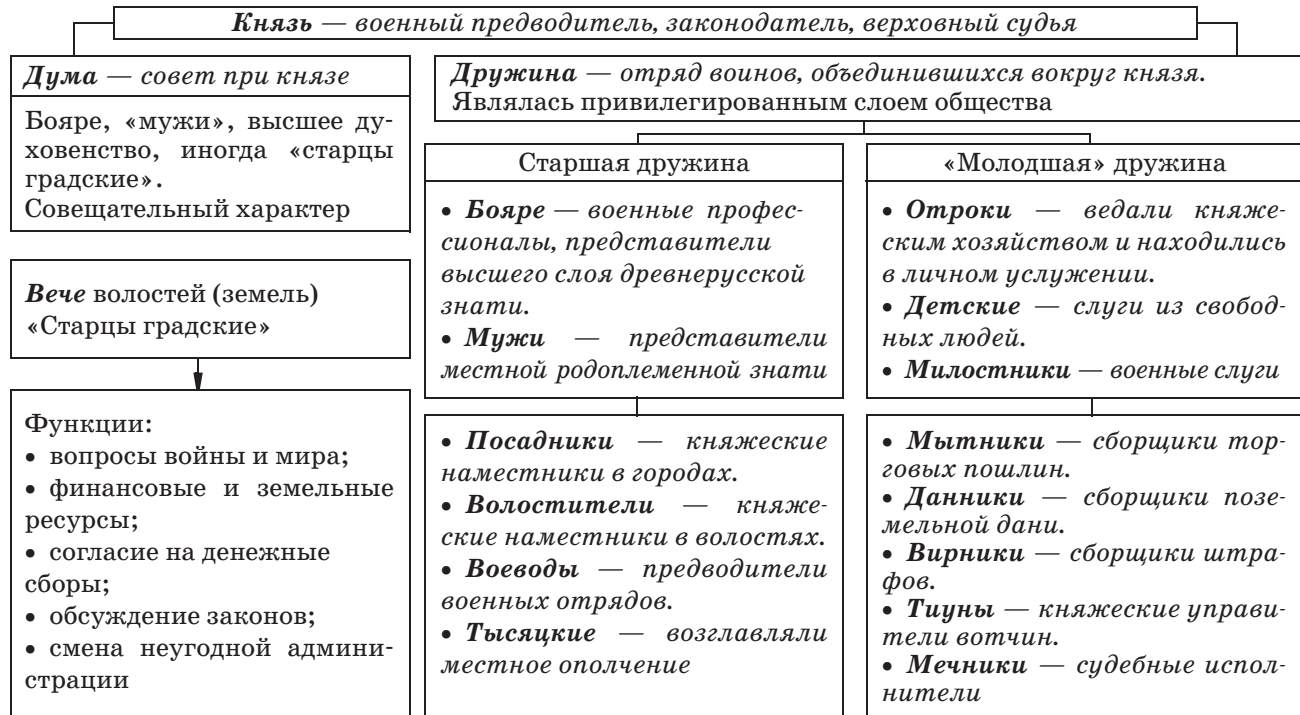 Князь — военный предводитель, законодатель, верховный судья
Дума — совет при князе
Бояре, «мужи», высшее ду-
ховенство, иногда «старцы
градские».
Совещательный характер
Вече волостей (земель)
«Старцы градские»
Функции:
• вопросы войны и мира;
• финансовые и земельные
ресурсы;
• согласие на денежные
сборы;
• обсуждение законов;
• смена неугодной админи-
страции
Дружина — отряд воинов, объединившихся вокруг князя.
Являлась привилегированным слоем общества
Старшая дружина
• Бояре — военные профес-
сионалы, представители
высшего слоя древнерусской
знати.
• Мужи — представители
местной родоплеменной знати
• Посадники — княжеские
наместники в городах.
• Волостители — княже-
ские наместники в волостях.
• Воеводы — предводители
военных отрядов.
• Тысяцкие — возглавляли
местное ополчение
«Молодшая» дружина
• Отроки — ведали княже-
ским хозяйством и находились
в личном услужении.
• Детские — слуги из свобод-
ных людей.
• Милостники — военные слуги
• Мытники — сборщики тор-
говых пошлин.
• Данники — сборщики позе-
мельной дани.
• Вирники — сборщики штра-
фов.
• Тиуны — княжеские управи-
тели вотчин.
• Мечники — судебные испол-
нители